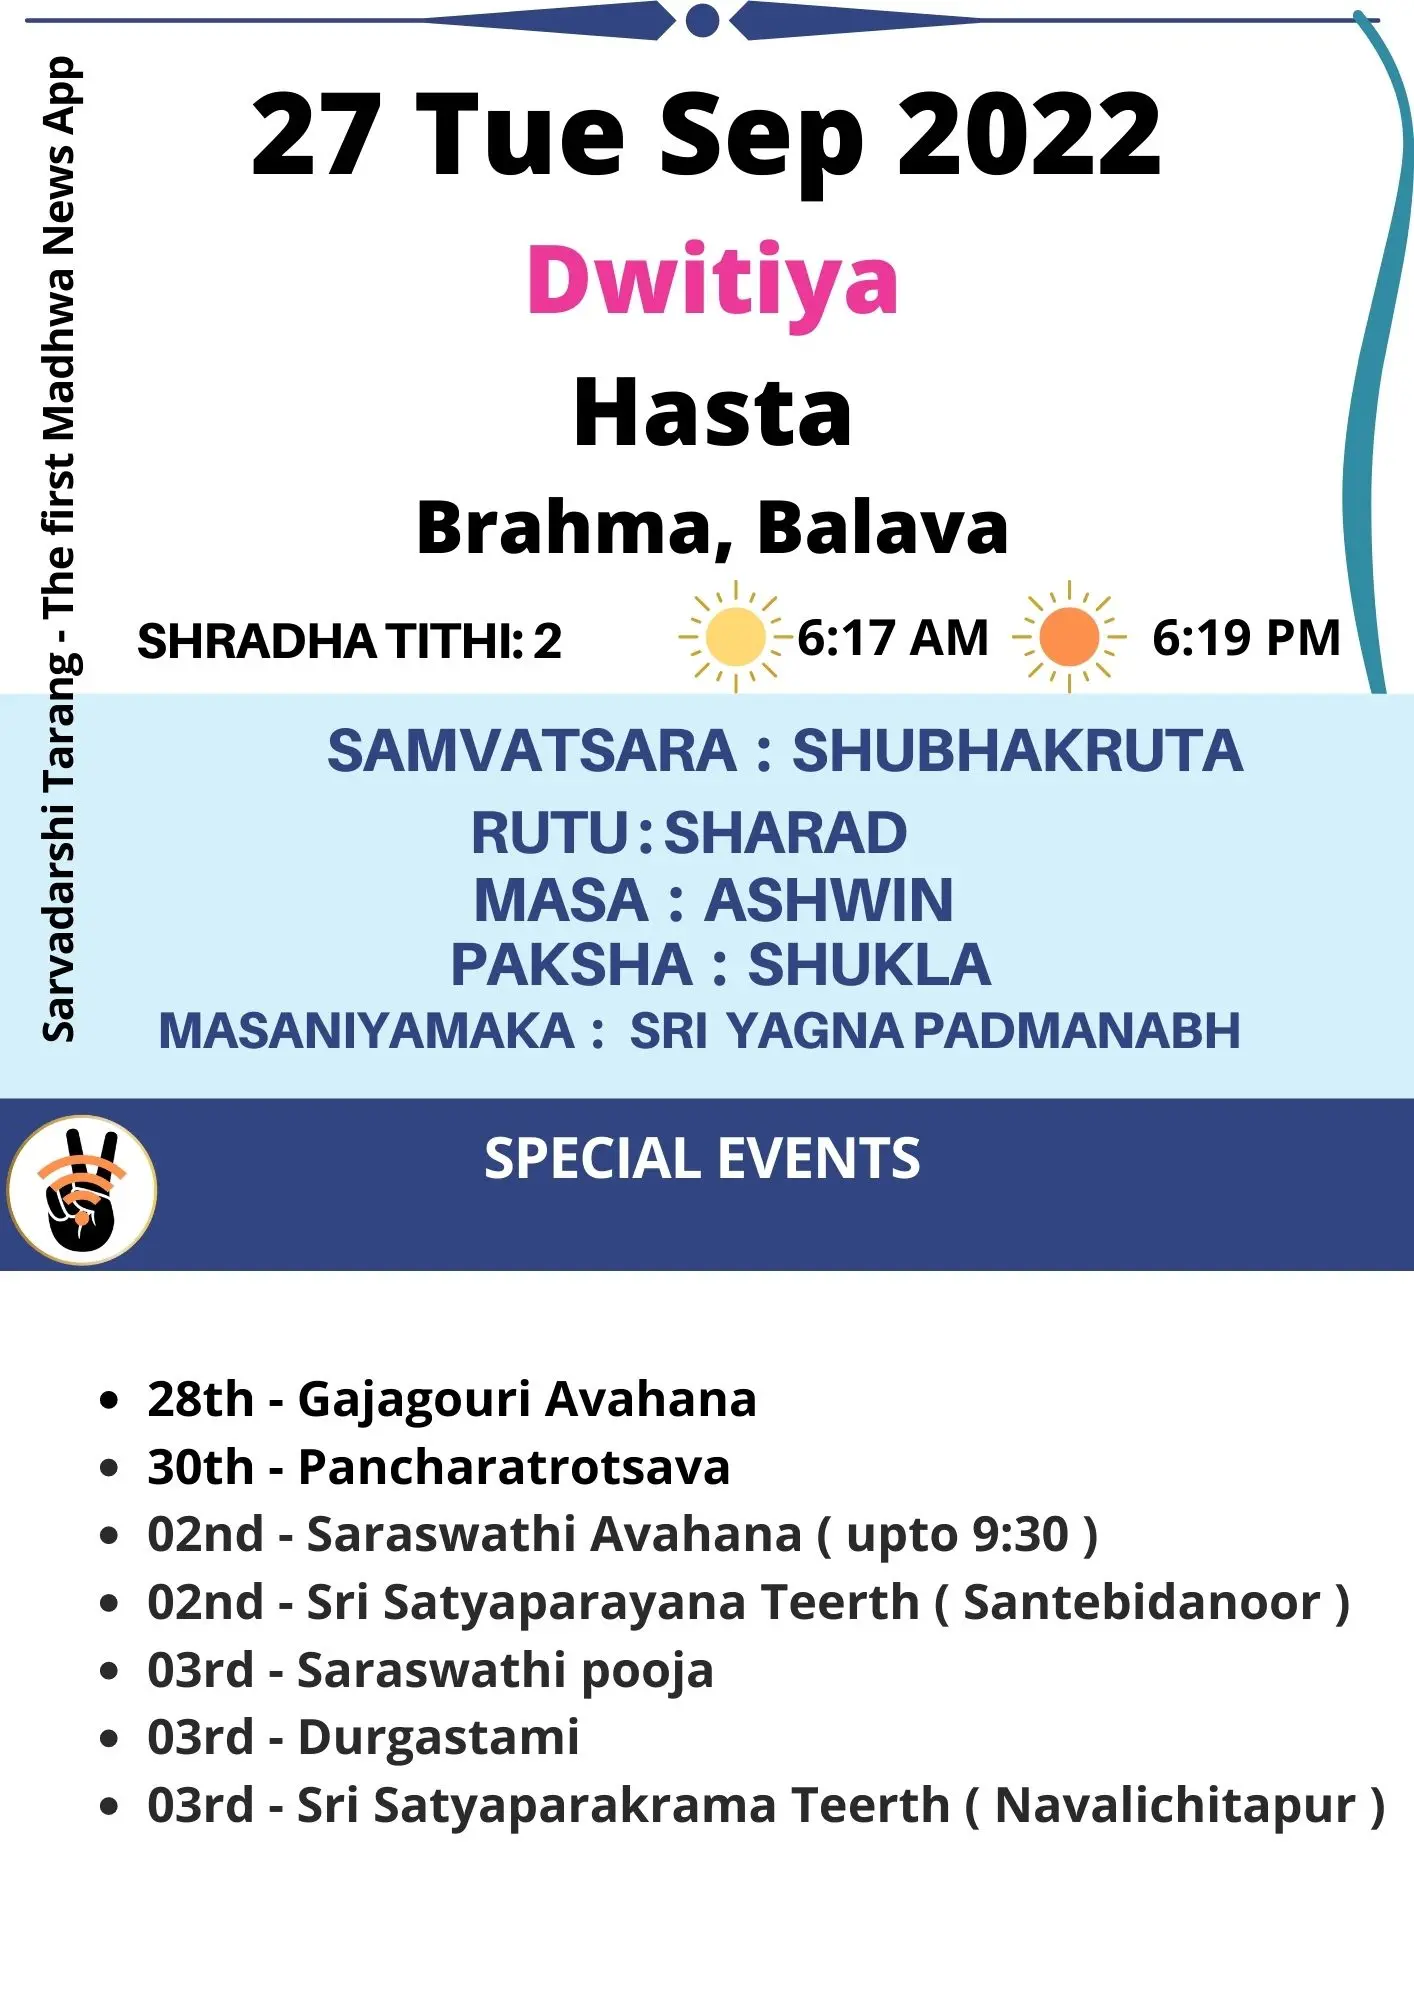 27 Tue Sep 2022
Dwitiya
Hasta
Brahma, Balava
SHRADHA TITHI: 2 6:17 AM 6:19 PM
Sarvadarshi Tarang - The first Madhwa News App
SAMVATSARA : SHUBHAKRUTA
RUTU : SHARAD
MASA : ASHWIN
PAKSHA : SHUKLA
MASANIYAMAKA : SRI YAGNA PADMANABH
SPECIAL EVENTS
• 28th - Gajagouri Avahana
• 30th - Pancharatrotsava
• 02nd - Saraswathi Avahana ( upto 9:30 )
• 02nd - Sri Satyaparayana Teerth ( Santebidanoor )
• 03rd - Saraswathi pooja
• 03rd - Durgastami
• 03rd - Sri Satyaparakrama Teerth ( Navalichitapur )